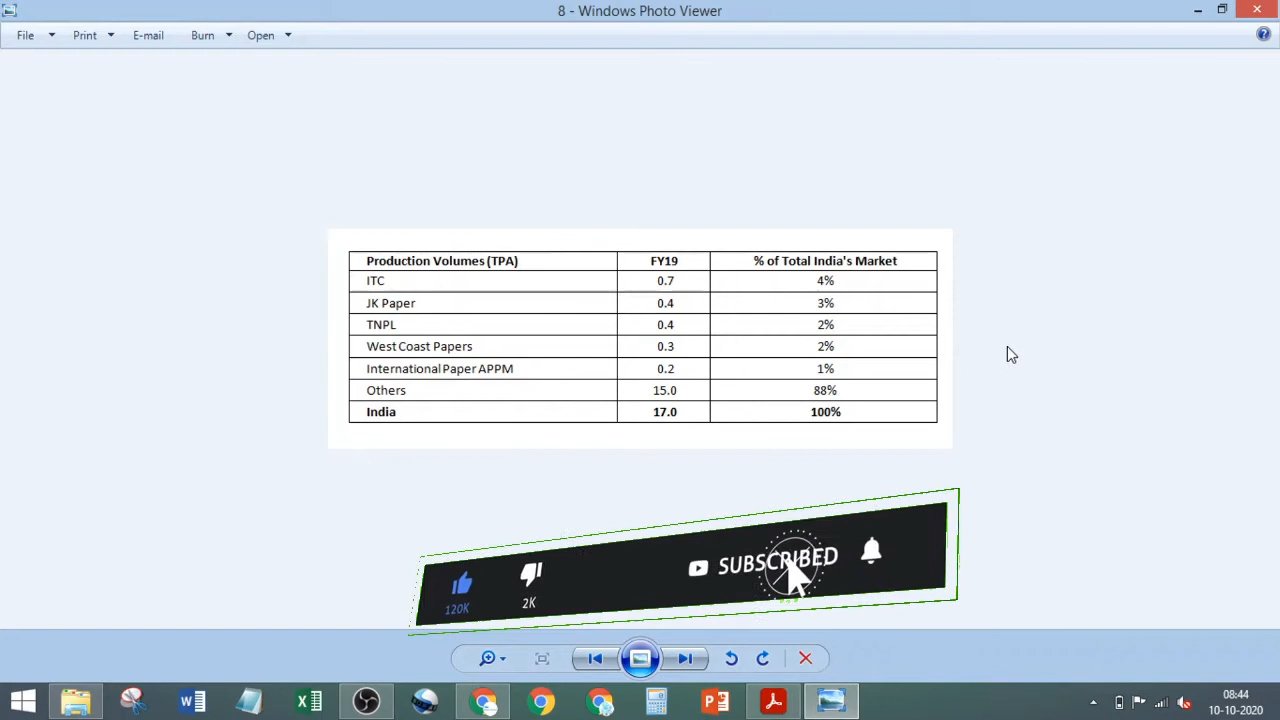 8 - Windows Photo Viewer
File Print E-mail Burn Open
Production Volumes (TPA) FY19 % of Total India's Market
ITC 0.7 4%
JK Paper 0.4 3%
TNPL 0.4 2%
West Coast Papers 0.3 2%
International Paper APPM 0.2 1%
Others 15.0 88%
India 17.0 100%
120K 2K SUBSCRIBED
08:44
10-10-2020